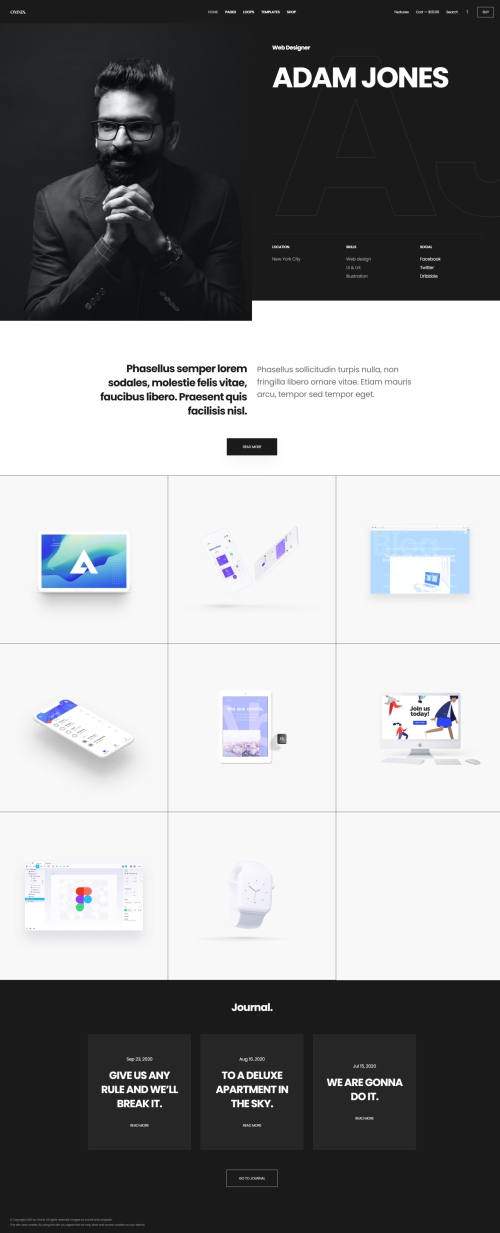 OMNIX.
HOME PAGES LOOPS TEMPLATES SHOP
Features Cart — $120.00 Search BUY
Web Designer
ADAM JONES
AJ
LOCATION
New York City
SKILLS
Web design
UI & UX
Illustration
SOCIAL
Facebook
Twitter
Dribbble
Phasellus semper lorem
sodales, molestie felis vitae,
faucibus libero. Praesent quis
facilisis nisl.
Phasellus sollicitudin turpis nulla, non
fringilla libero ornare vitae. Etiam mauris
arcu, tempor sed tempor eget.
READ MORE
Blog
Join us
today!
Journal.
Sep 23, 2020
GIVE US ANY
RULE AND WE'LL
BREAK IT.
READ MORE
Aug 16, 2020
TO A DELUXE
APARTMENT IN
THE SKY.
READ MORE
Jul 15, 2020
WE ARE GONNA
DO IT.
READ MORE
GO TO JOURNAL